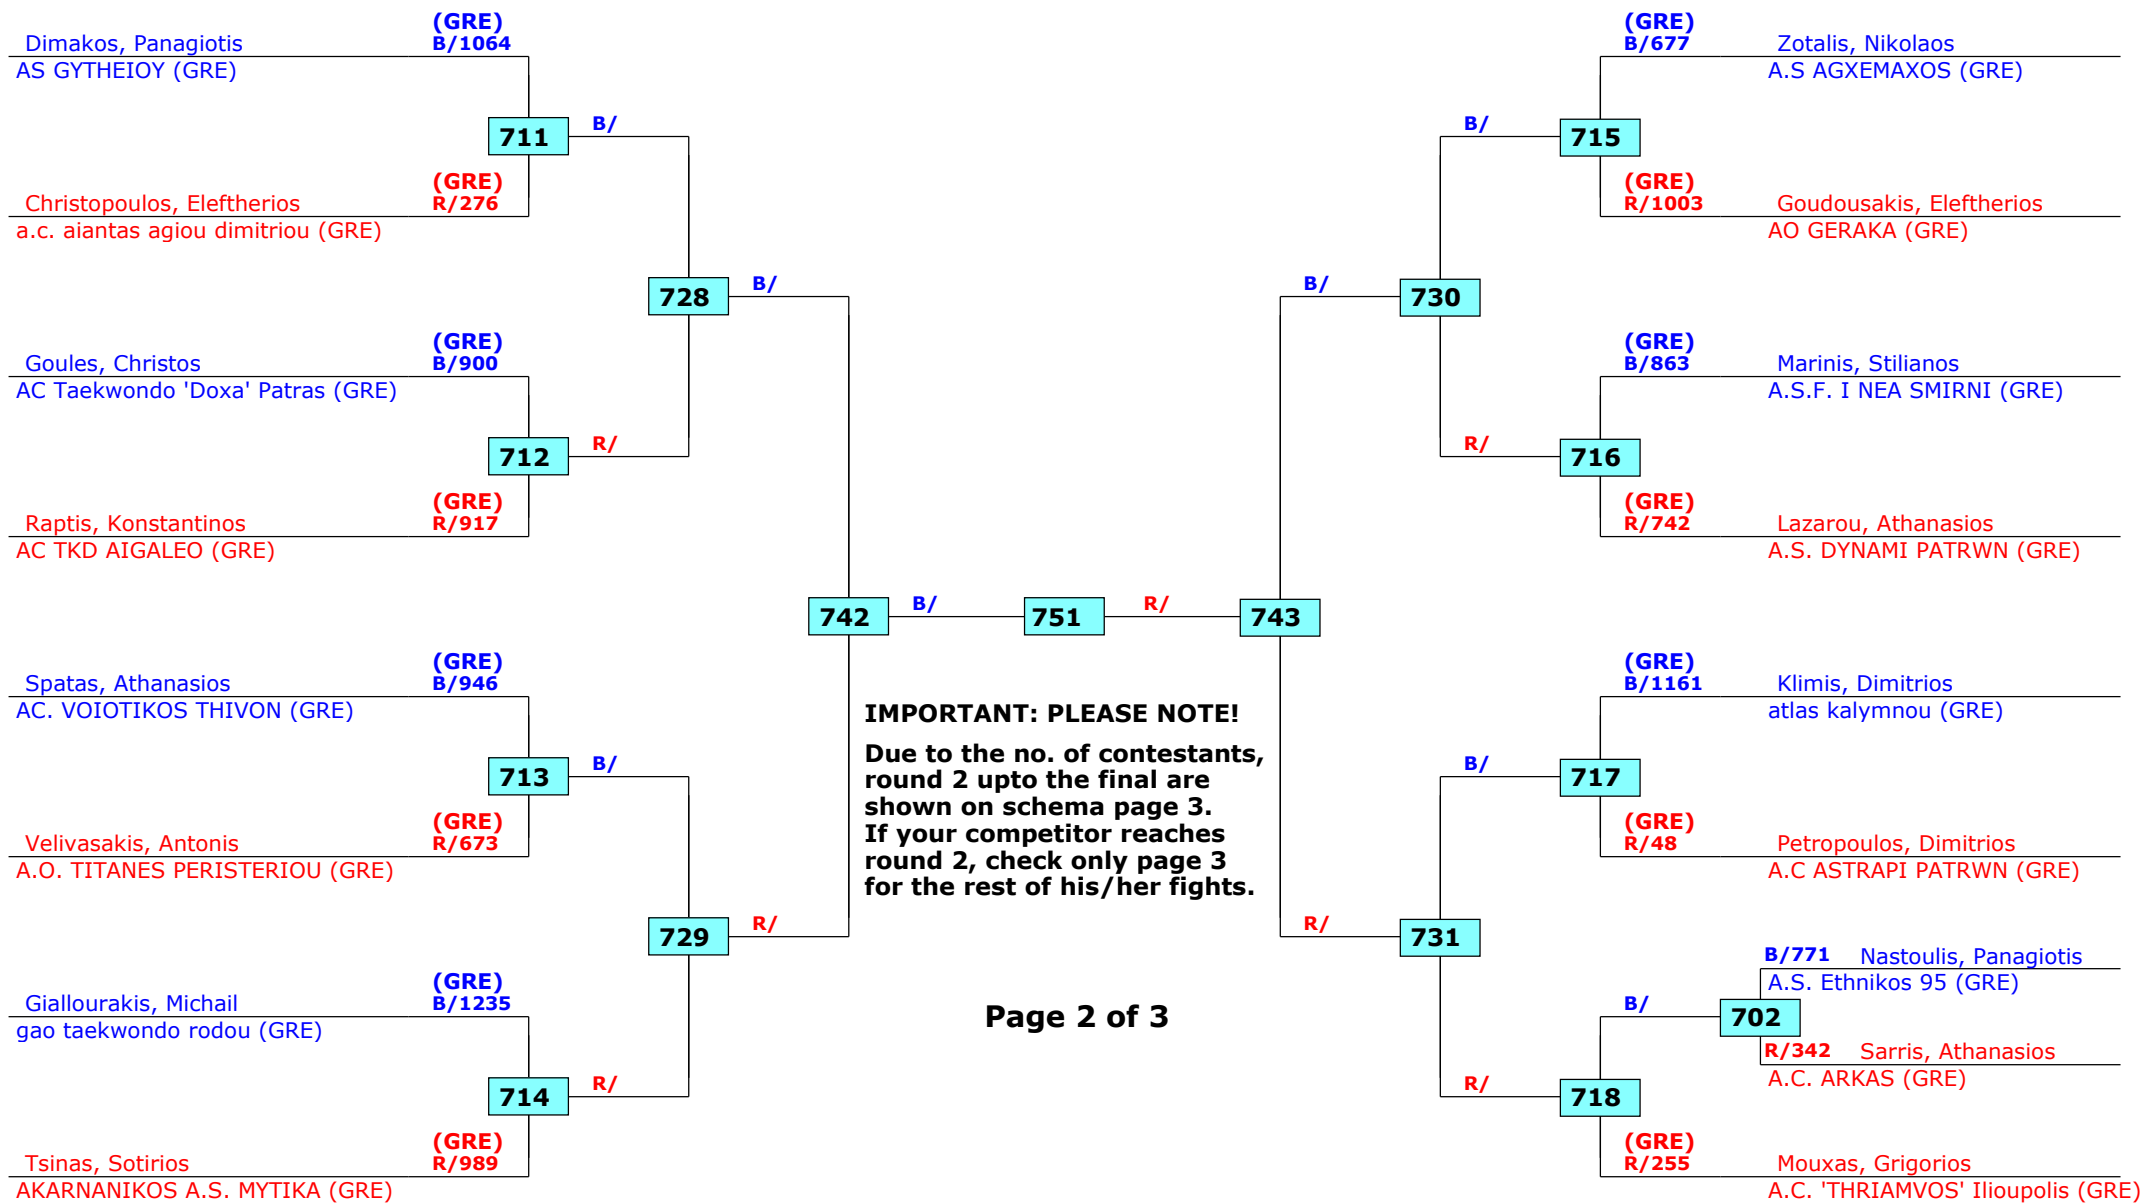 (GRE)
Dimakos, Panagiotis B/1064
AS GYTHEIOY (GRE)
711 B/
(GRE)
Christopoulos, Eleftherios R/276
a.c. aiantas agiou dimitriou (GRE)
728 B/
(GRE)
Goules, Christos B/900
AC Taekwondo 'Doxa' Patras (GRE)
712 R/
(GRE)
Raptis, Konstantinos R/917
AC TKD AIGALEO (GRE)
742 B/ 751 R/ 743
(GRE)
Spatas, Athanasios B/946
AC. VOIOTIKOS THIVON (GRE)
713 B/
(GRE)
Velivasakis, Antonis R/673
A.O. TITANES PERISTERIOU (GRE)
729 R/
(GRE)
Giallourakis, Michail B/1235
gao taekwondo rodou (GRE)
714 R/
(GRE)
Tsinas, Sotirios R/989
AKARNANIKOS A.S. MYTIKA (GRE)
IMPORTANT: PLEASE NOTE!
Due to the no. of contestants,
round 2 upto the final are
shown on schema page 3.
If your competitor reaches
round 2, check only page 3
for the rest of his/her fights.
Page 2 of 3
(GRE)
B/677 Zotalis, Nikolaos
A.S AGXEMAXOS (GRE)
B/ 715
(GRE)
R/1003 Goudousakis, Eleftherios
AO GERAKA (GRE)
B/ 730
(GRE)
B/863 Marinis, Stilianos
A.S.F. I NEA SMIRNI (GRE)
R/ 716
(GRE)
R/742 Lazarou, Athanasios
A.S. DYNAMI PATRWN (GRE)
(GRE)
B/1161 Klimis, Dimitrios
atlas kalymnou (GRE)
B/ 717
(GRE)
R/48 Petropoulos, Dimitrios
A.C ASTRAPI PATRWN (GRE)
R/ 731
B/771 Nastoulis, Panagiotis
A.S. Ethnikos 95 (GRE)
B/ 702
R/342 Sarris, Athanasios
A.C. ARKAS (GRE)
R/ 718
(GRE)
R/255 Mouxas, Grigorios
A.C. 'THRIAMVOS' Ilioupolis (GRE)